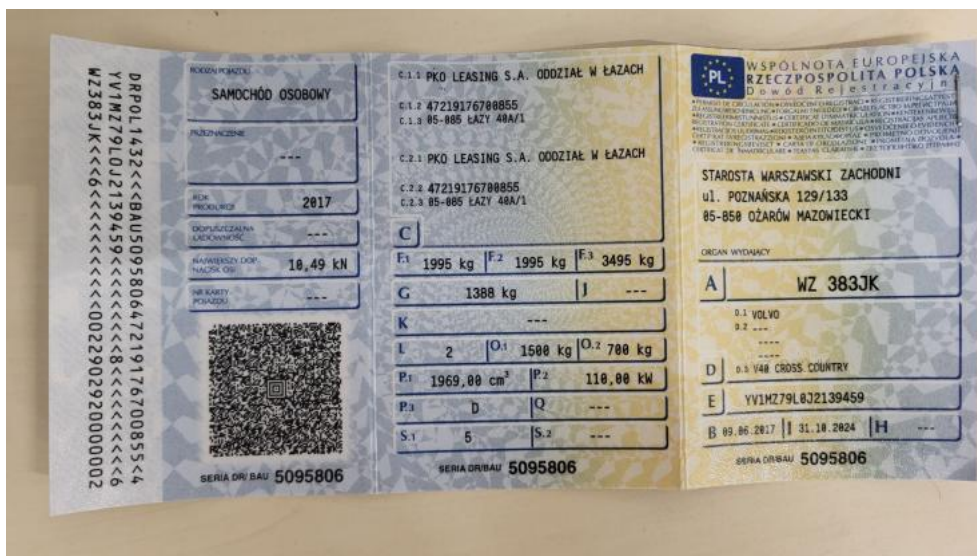 DRPOL1432<<<BAU5095806472191767 00855<4
YV1MZ79L0J2139459<<<<<<8<<<<<<<<<6
WZ383JK<<<6<<<<<<<<<<0022902920000002
RODZAJ POJAZDU
SAMOCHÓD OSOBOWY
PRZEZNACZENIE
---
ROK PRODUKCJI
2017
DOPUSZCZALNA ŁADOWNOŚĆ
---
NAJWIĘKSZY DOP. NACISK OSI
10,49 kN
NR KARTY POJAZDU
---
SERIA DR/BAU 5095806
C.1.1 PKO LEASING S.A. ODDZIAŁ W ŁAZACH
C.1.2 47219176700855
C.1.3 05-085 ŁAZY 40A/1
C.2.1 PKO LEASING S.A. ODDZIAŁ W ŁAZACH
C.2.2 47219176700855
C.2.3 05-085 ŁAZY 40A/1
C
F.1 1995 kg F.2 1995 kg F.3 3495 kg
G 1388 kg J ---
K ---
L 2 O.1 1500 kg O.2 700 kg
P.1 1969,00 cm³ P.2 110,00 kW
P.3 D Q ---
S.1 5 S.2 ---
SERIA DR/BAU 5095806
PL
WSPÓLNOTA EUROPEJSKA
RZECZPOSPOLITA POLSKA
Dowód Rejestracyjny
STAROSTA WARSZAWSKI ZACHODNI
ul. POZNAŃSKA 129/133
05-850 OŻARÓW MAZOWIECKI
ORGAN WYDAJĄCY
A WZ 383JK
D.1 VOLVO
D.2 ---
----
----
D D.3 V40 CROSS COUNTRY
E YV1MZ79L0J2139459
B 09.06.2017 I 31.10.2024 H ---
SERIA DR/BAU 5095806